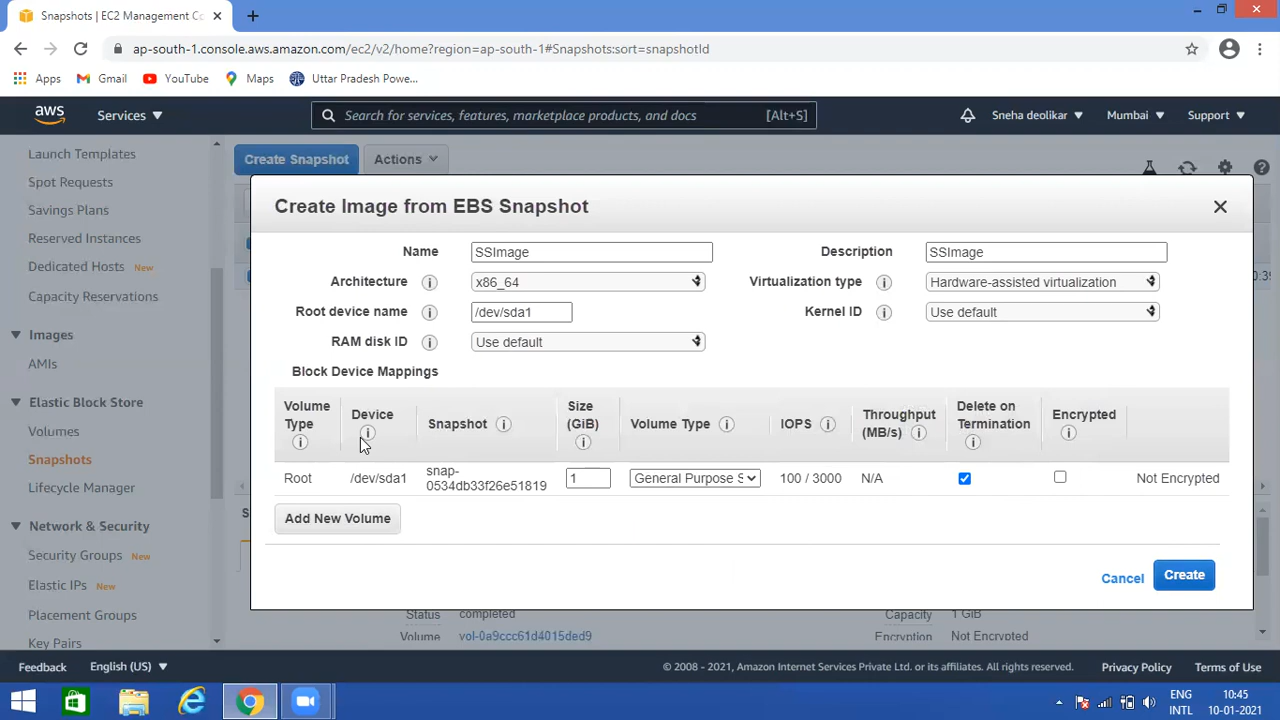 Snapshots | EC2 Management Co
ap-south-1.console.aws.amazon.com/ec2/v2/home?region=ap-south-1#Snapshots:sort=snapshotId
Apps Gmail YouTube Maps Uttar Pradesh Powe...
aws Services Search for services, features, marketplace products, and docs [Alt+S] Sneha deolikar Mumbai Support
Launch Templates
Spot Requests
Savings Plans
Reserved Instances
Dedicated Hosts New
Capacity Reservations
Images
AMIs
Elastic Block Store
Volumes
Snapshots
Lifecycle Manager
Network & Security
Security Groups New
Elastic IPs New
Placement Groups
Key Pairs
Create Snapshot Actions
Create Image from EBS Snapshot
Name SSImage Description SSImage
Architecture x86_64 Virtualization type Hardware-assisted virtualization
Root device name /dev/sda1 Kernel ID Use default
RAM disk ID Use default
Block Device Mappings
Volume Type Device Snapshot Size (GiB) Volume Type IOPS Throughput (MB/s) Delete on Termination Encrypted
Root /dev/sda1 snap-0534db33f26e51819 1 General Purpose S 100 / 3000 N/A Not Encrypted
Add New Volume
Cancel Create
Status completed Capacity 1 GiB
Volume vol-0a9ccc61d4015ded9 Encryption Not Encrypted
Feedback English (US) © 2008 - 2021, Amazon Internet Services Private Ltd. or its affiliates. All rights reserved. Privacy Policy Terms of Use
ENG 10:45
INTL 10-01-2021